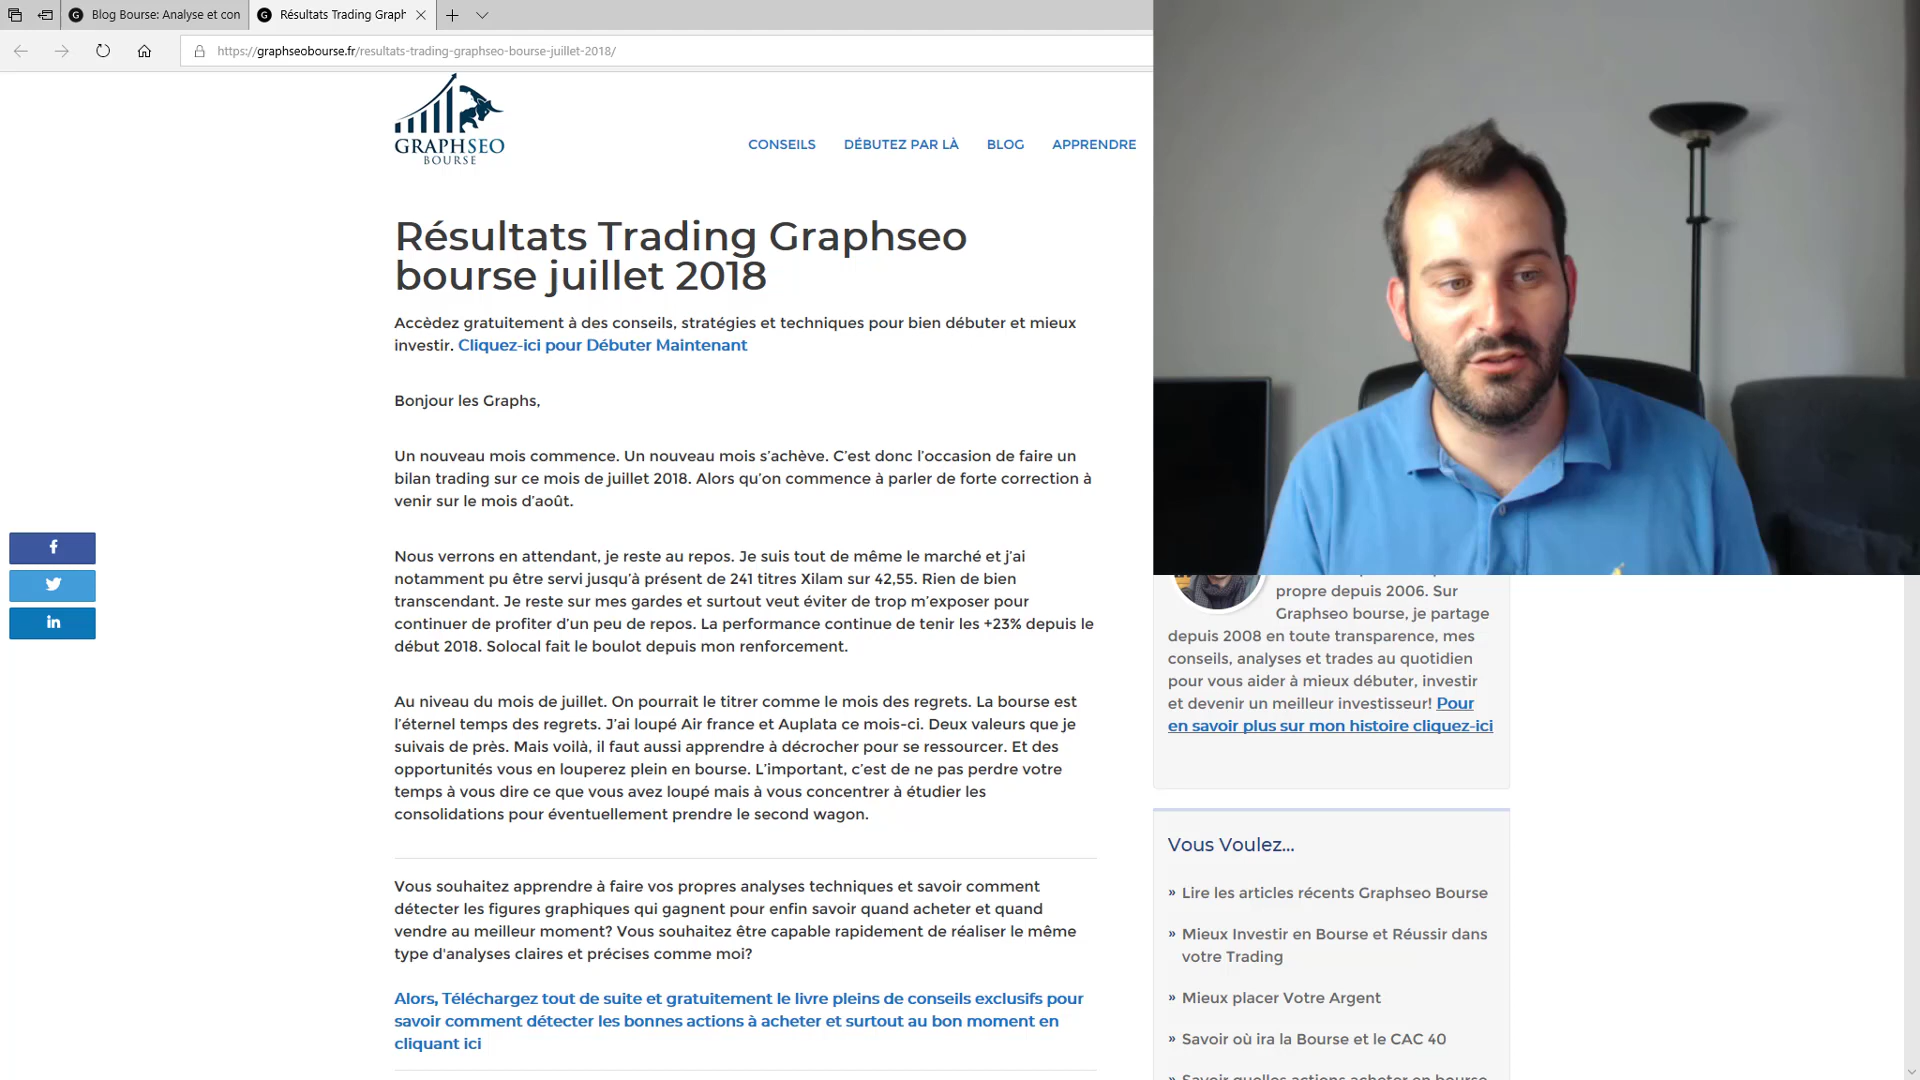 Blog Bourse: Analyse et con
Résultats Trading Graph
https://graphseobourse.fr/resultats-trading-graphseo-bourse-juillet-2018/
GRAPHSEO
BOURSE
CONSEILS DÉBUTEZ PAR LÀ BLOG APPRENDRE
Résultats Trading Graphseo
bourse juillet 2018
Accèdez gratuitement à des conseils, stratégies et techniques pour bien débuter et mieux
investir. Cliquez-ici pour Débuter Maintenant
Bonjour les Graphs,
Un nouveau mois commence. Un nouveau mois s’achève. C’est donc l’occasion de faire un
bilan trading sur ce mois de juillet 2018. Alors qu’on commence à parler de forte correction à
venir sur le mois d’août.
Nous verrons en attendant, je reste au repos. Je suis tout de même le marché et j’ai
notamment pu être servi jusqu’à présent de 241 titres Xilam sur 42,55. Rien de bien
transcendant. Je reste sur mes gardes et surtout veut éviter de trop m’exposer pour
continuer de profiter d’un peu de repos. La performance continue de tenir les +23% depuis le
début 2018. Solocal fait le boulot depuis mon renforcement.
Au niveau du mois de juillet. On pourrait le titrer comme le mois des regrets. La bourse est
l’éternel temps des regrets. J’ai loupé Air france et Auplata ce mois-ci. Deux valeurs que je
suivais de près. Mais voilà, il faut aussi apprendre à décrocher pour se ressourcer. Et des
opportunités vous en louperez plein en bourse. L’important, c’est de ne pas perdre votre
temps à vous dire ce que vous avez loupé mais à vous concentrer à étudier les
consolidations pour éventuellement prendre le second wagon.
Vous souhaitez apprendre à faire vos propres analyses techniques et savoir comment
détecter les figures graphiques qui gagnent pour enfin savoir quand acheter et quand
vendre au meilleur moment? Vous souhaitez être capable rapidement de réaliser le même
type d'analyses claires et précises comme moi?
Alors, Téléchargez tout de suite et gratuitement le livre pleins de conseils exclusifs pour
savoir comment détecter les bonnes actions à acheter et surtout au bon moment en
cliquant ici
propre depuis 2006. Sur
Graphseo bourse, je partage
depuis 2008 en toute transparence, mes
conseils, analyses et trades au quotidien
pour vous aider à mieux débuter, investir
et devenir un meilleur investisseur! Pour
en savoir plus sur mon histoire cliquez-ici
Vous Voulez...
» Lire les articles récents Graphseo Bourse
» Mieux Investir en Bourse et Réussir dans
votre Trading
» Mieux placer Votre Argent
» Savoir où ira la Bourse et le CAC 40